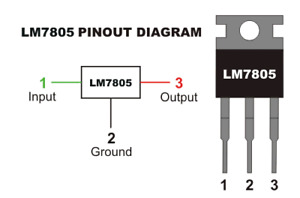 LM7805 PINOUT DIAGRAM
1
Input
LM7805
3
Output
2
Ground
LM7805
1 2 3